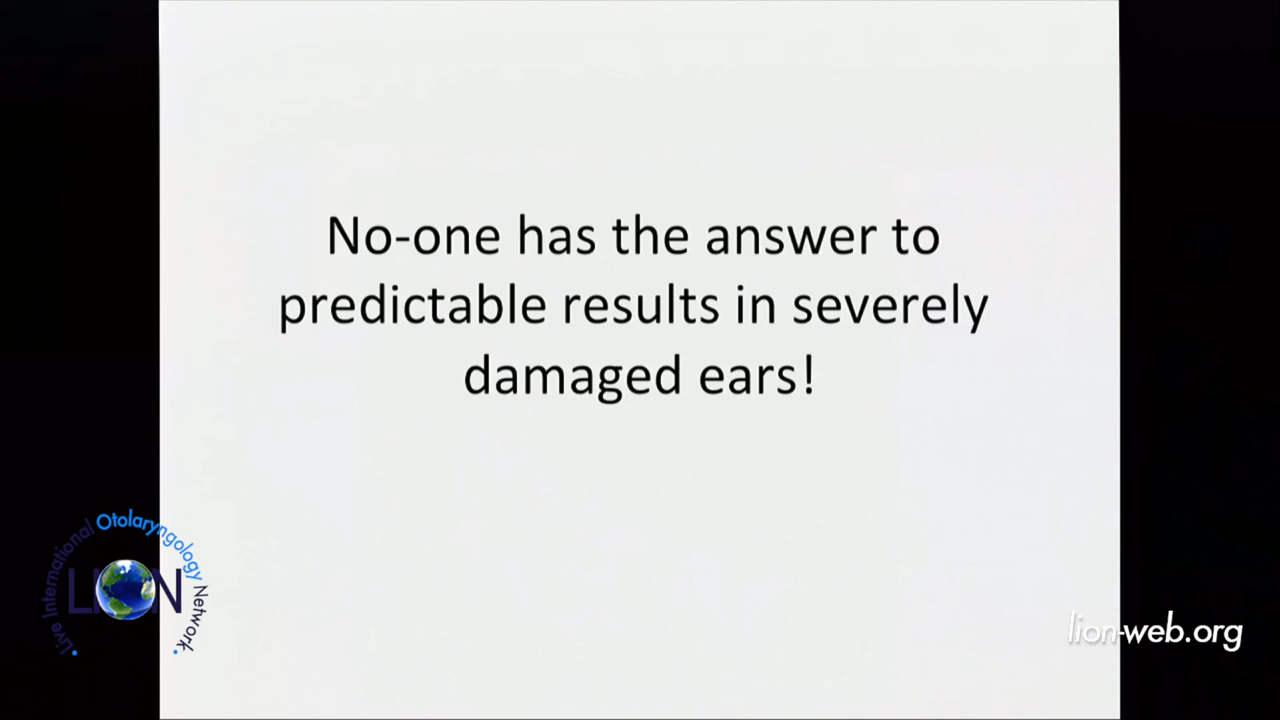 No-one has the answer to
predictable results in severely
damaged ears!
Live International Otolaryngology Network
LION
lion-web.org